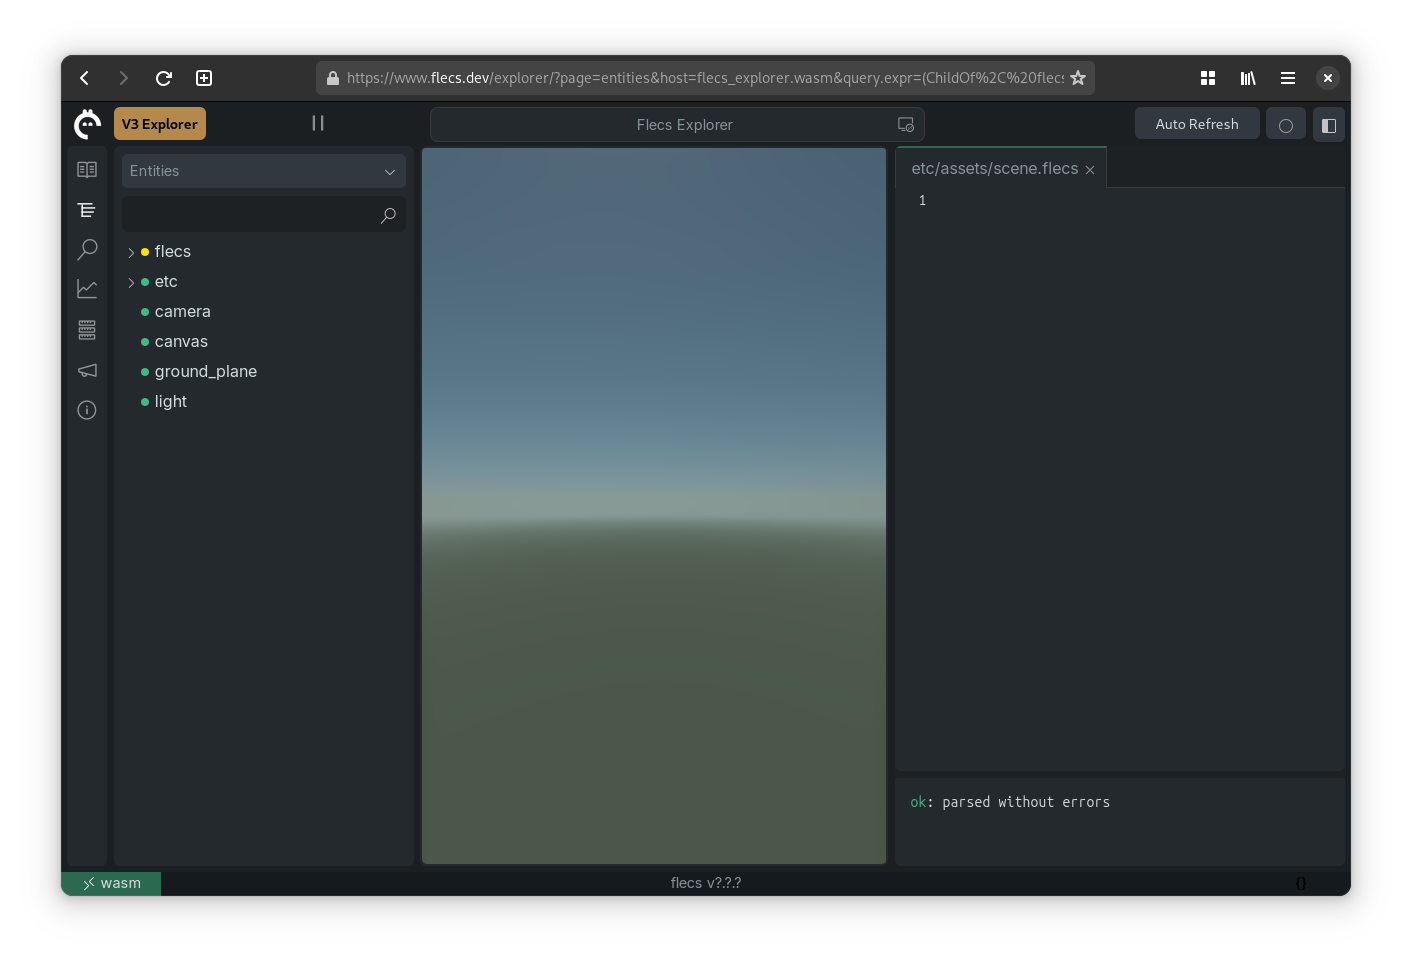 https://www.flecs.dev/explorer/?page=entities&host=flecs_explorer.wasm&query.expr=(ChildOf%2C%20flecs
V3 Explorer
Flecs Explorer
Auto Refresh
Entities
flecs
etc
camera
canvas
ground_plane
light
etc/assets/scene.flecs
1
ok: parsed without errors
wasm
flecs v?.?.?
{}